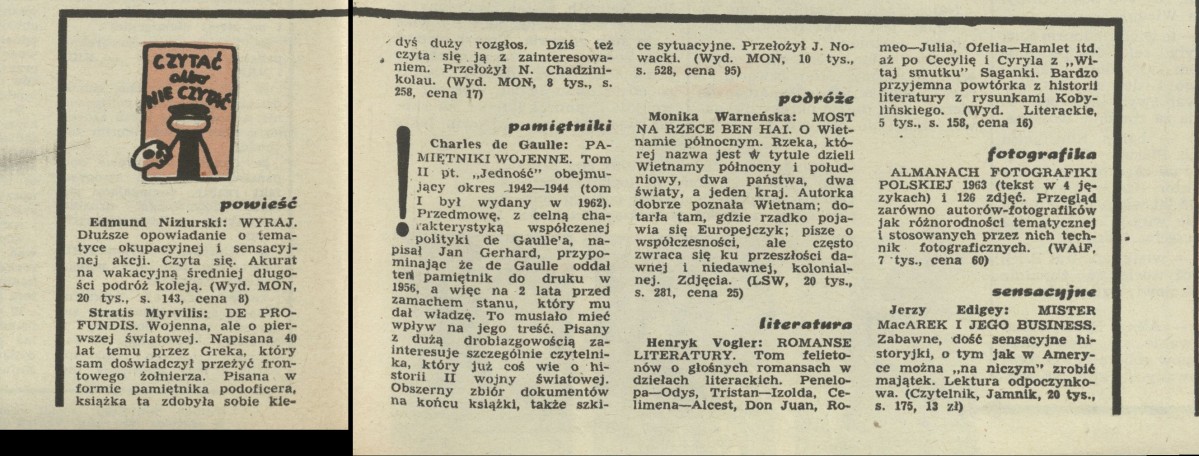 CZYTAĆ
albo
NIE CZYTAĆ
powieść
Edmund Niziurski: WYRAJ.
Dłuższe opowiadanie o tema-
tyce okupacyjnej i sensacyj-
nej akcji. Czyta się. Akurat
na wakacyjną średniej długo-
ści podróż koleją. (Wyd. MON,
20 tys., s. 143, cena 8)
Stratis Myrvilis: DE PRO-
FUNDIS. Wojenna, ale o pier-
wszej światowej. Napisana 40
lat temu przez Greka, który
sam doświadczył przeżyć fron-
towego żołnierza. Pisana w
formie pamiętnika podoficera,
książka ta zdobyła sobie kie-
dyś duży rozgłos. Dziś też
czyta się ją z zainteresowa-
niem. Przełożył N. Chadzini-
kolau. (Wyd. MON, 8 tys., s.
258, cena 17)
pamiętniki
Charles de Gaulle: PA-
MIĘTNIKI WOJENNE. Tom
II pt. „Jedność" obejmu-
jący okres 1942—1944 (tom
I był wydany w 1962).
Przedmowę, z celną cha-
rakterystyką współczenej
polityki de Gaulle'a, na-
pisał Jan Gerhard, przypo-
minając że de Gaulle oddał
ten pamiętnik do druku w
1956, a więc na 2 lata przed
zamachem stanu, który mu
dał władzę. To musiało mieć
wpływ na jego treść. Pisany
z dużą drobiazgowością za-
interesuje szczególnie czytelni-
ka, który już coś wie o hi-
storii II wojny światowej.
Obszerny zbiór dokumentów
na końcu książki, także szki-
ce sytuacyjne. Przełożył J. No-
wacki. (Wyd. MON, 10 tys.,
s. 528, cena 95)
podróże
Monika Warneńska: MOST
NA RZECE BEN HAI. O Wiet-
namie północnym. Rzeka, któ-
rej nazwa jest w tytule dzieli
Wietnamy północny i połud-
niowy, dwa państwa, dwa
światy, a jeden kraj. Autorka
dobrze poznała Wietnam; do-
tarła tam, gdzie rzadko poja-
wia się Europejczyk; pisze o
współczesności, ale często
zwraca się ku przeszłości da-
wnej i niedawnej, kolonial-
nej. Zdjęcia. (LSW, 20 tys.,
s. 281, cena 25)
literatura
Henryk Vogler: ROMANSE
LITERATURY. Tom felieto-
nów o głośnych romansach w
dziełach literackich. Penelo-
pa—Odys, Tristan—Izolda, Ce-
limena—Alcest, Don Juan, Ro-
meo—Julia, Ofelia—Hamlet itd.
aż po Cecylię i Cyryla z „Wi-
taj smutku" Saganki. Bardzo
przyjemna powtórka z historii
literatury z rysunkami Koby-
lińskiego. (Wyd. Literackie,
5 tys., s. 158, cena 16)
fotografika
ALMANACH FOTOGRAFIKI
POLSKIEJ 1963 (tekst w 4 ję-
zykach) i 126 zdjęć. Przegląd
zarówno autorów-fotografików
jak różnorodności tematycznej
i stosowanych przez nich tech-
nik fotograficznych. (WAiF,
7 tys., cena 60)
sensacyjne
Jerzy Edigey: MISTER
MacAREK I JEGO BUSINESS.
Zabawne, dość sensacyjne hi-
storyjki, o tym jak w Amery-
ce można „na niczym" zrobić
majątek. Lektura odpoczynko-
wa. (Czytelnik, Jamnik, 20 tys.,
s. 175, 13 zł)